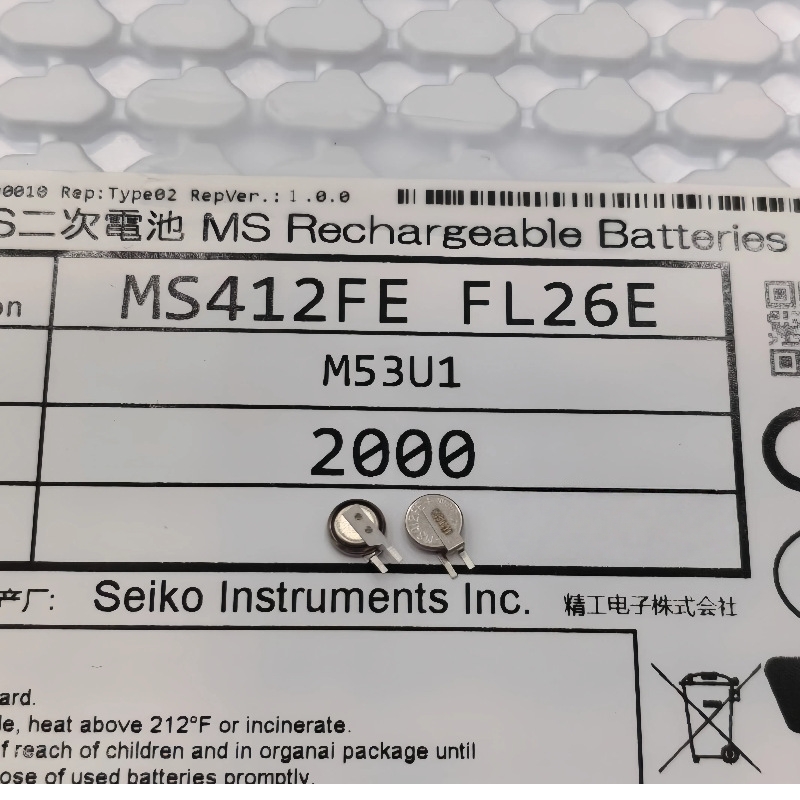 0010 Rep:Type02 RepVer.:1.0.0
S二次電池 MS Rechargeable Batteries
on
MS412FE FL26E
M53U1
2000
产厂: Seiko Instruments Inc. 精工电子株式会社
ard.
le, heat above 212°F or incinerate.
f reach of children and in organai package until
ose of used batteries promptly.